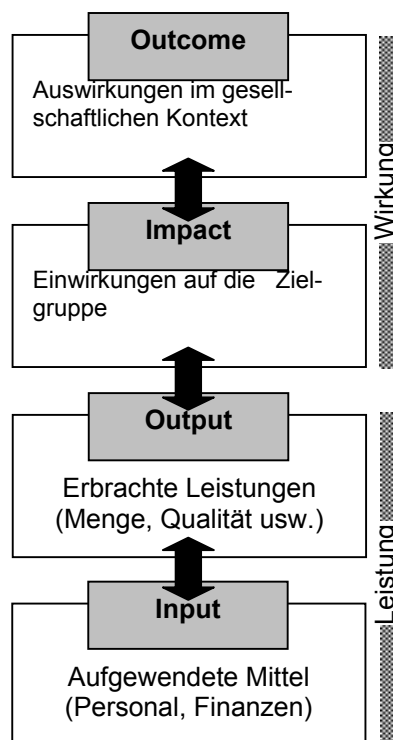 Outcome
Auswirkungen im gesell-
schaftlichen Kontext
Impact
Einwirkungen auf die Ziel-
gruppe
Wirkung
Output
Erbrachte Leistungen
(Menge, Qualität usw.)
Input
Aufgewendete Mittel
(Personal, Finanzen)
Leistung